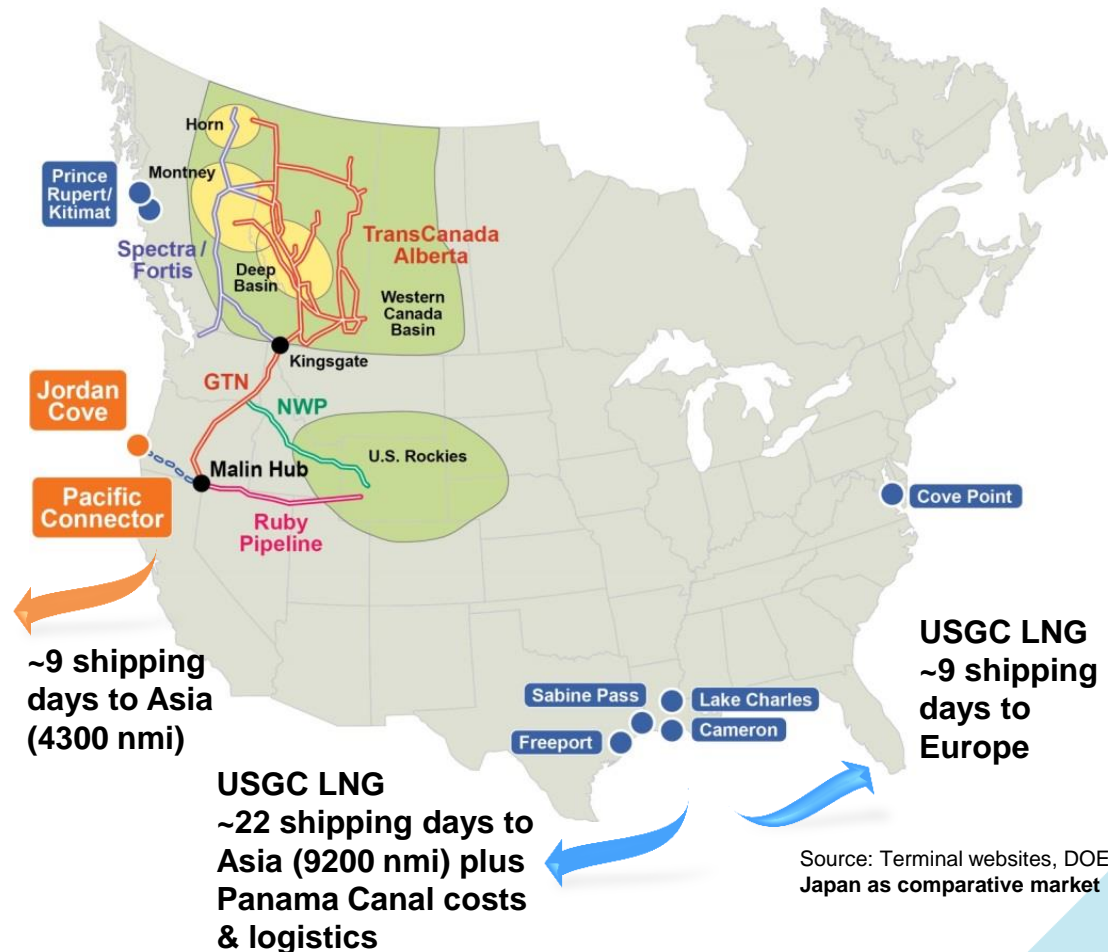 Horn
Montney
Prince
Rupert/
Kitimat
Spectra /
Fortis
TransCanada
Alberta
Deep
Basin
Western
Canada
Basin
Kingsgate
GTN
Jordan
Cove
NWP
Malin Hub
U.S. Rockies
Pacific
Connector
Ruby
Pipeline
Cove Point
~9 shipping
days to Asia
(4300 nmi)
USGC LNG
~9 shipping
days to
Europe
Sabine Pass
Lake Charles
Freeport
Cameron
USGC LNG
~22 shipping days to
Asia (9200 nmi) plus
Panama Canal costs
& logistics
Source: Terminal websites, DOE
Japan as comparative market